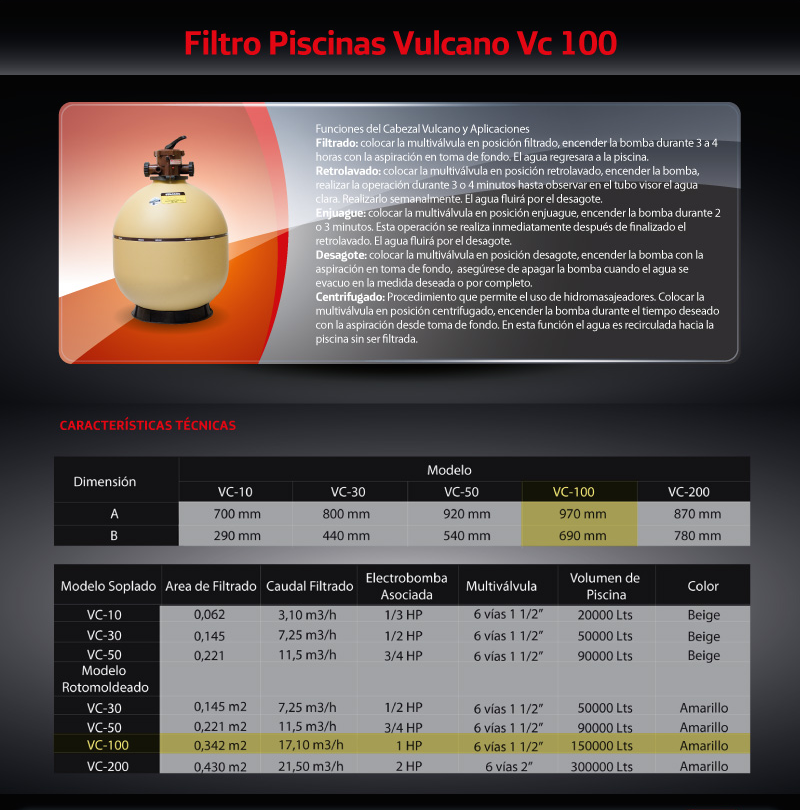 Filtro Piscinas Vulcano Vc 100
Funciones del Cabezal Vulcano y Aplicaciones
Filtrado: colocar la multiválvula en posición filtrado, encender la bomba durante 3 a 4
horas con la aspiración en toma de fondo. El agua regresara a la piscina.
Retrolavado: colocar la multiválvula en posición retrolavado, encender la bomba,
realizar la operación durante 3 o 4 minutos hasta observar en el tubo visor el agua
clara. Realizarlo semanalmente. El agua fluirá por el desagote.
Enjuague: colocar la multiválvula en posición enjuague, encender la bomba durante 2
o 3 minutos. Esta operación se realiza inmediatamente después de finalizado el
retrolavado. El agua fluirá por el desagote.
Desagote: colocar la multiválvula en posición desagote, encender la bomba con la
aspiración en toma de fondo, asegúrese de apagar la bomba cuando el agua se
evacuo en la medida deseada o por completo.
Centrifugado: Procedimiento que permite el uso de hidromasajeadores. Colocar la
multiválvula en posición centrifugado, encender la bomba durante el tiempo deseado
con la aspiración desde toma de fondo. En esta función el agua es recirculada hacia la
piscina sin ser filtrada.
CARACTERÍSTICAS TÉCNICAS
Dimensión Modelo
VC-10 VC-30 VC-50 VC-100 VC-200
A 700 mm 800 mm 920 mm 970 mm 870 mm
B 290 mm 440 mm 540 mm 690 mm 780 mm
Modelo Soplado Area de Filtrado Caudal Filtrado Electrobomba Asociada Multiválvula Volumen de Piscina Color
VC-10 0,062 3,10 m3/h 1/3 HP 6 vías 1 1/2” 20000 Lts Beige
VC-30 0,145 7,25 m3/h 1/2 HP 6 vías 1 1/2” 50000 Lts Beige
VC-50 0,221 11,5 m3/h 3/4 HP 6 vías 1 1/2” 90000 Lts Beige
Modelo
Rotomoldeado
VC-30 0,145 m2 7,25 m3/h 1/2 HP 6 vías 1 1/2” 50000 Lts Amarillo
VC-50 0,221 m2 11,5 m3/h 3/4 HP 6 vías 1 1/2” 90000 Lts Amarillo
VC-100 0,342 m2 17,10 m3/h 1 HP 6 vías 1 1/2” 150000 Lts Amarillo
VC-200 0,430 m2 21,50 m3/h 2 HP 6 vías 2” 300000 Lts Amarillo